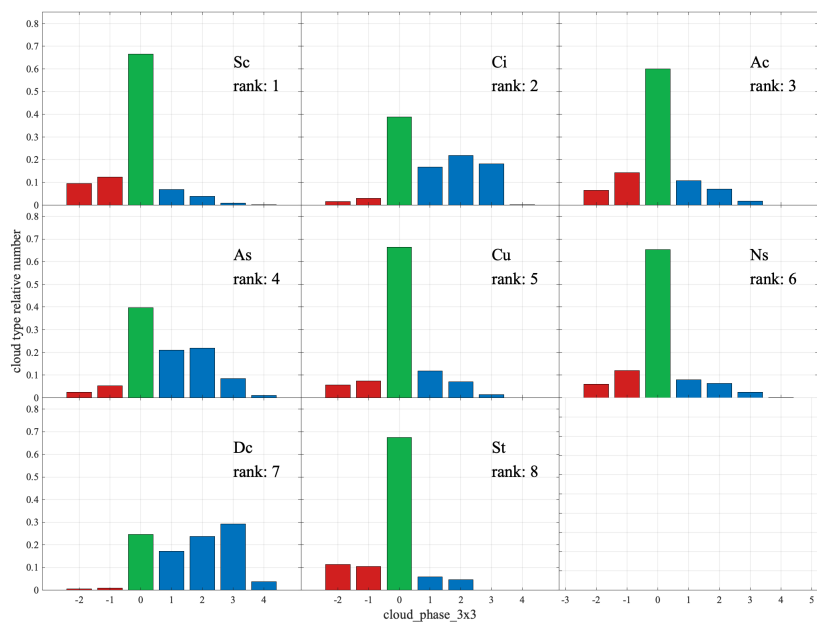 0.8
0.7
0.6
0.5
0.4
0.3
0.2
0.1
0
Sc
rank: 1
Ci
rank: 2
Ac
rank: 3
0.8
0.7
0.6
0.5
0.4
0.3
0.2
0.1
0
As
rank: 4
Cu
rank: 5
Ns
rank: 6
cloud type relative number
0.8
0.7
0.6
0.5
0.4
0.3
0.2
0.1
0
Dc
rank: 7
St
rank: 8
-2 -1 0 1 2 3 4
-2 -1 0 1 2 3 4
-3 -2 -1 0 1 2 3 4 5
cloud_phase_3x3